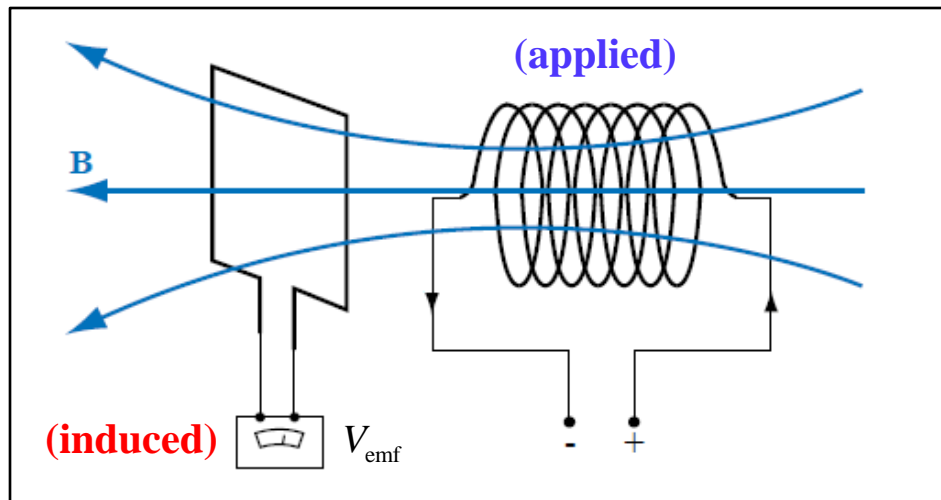 (applied)
B
(induced)
V_emf
- +